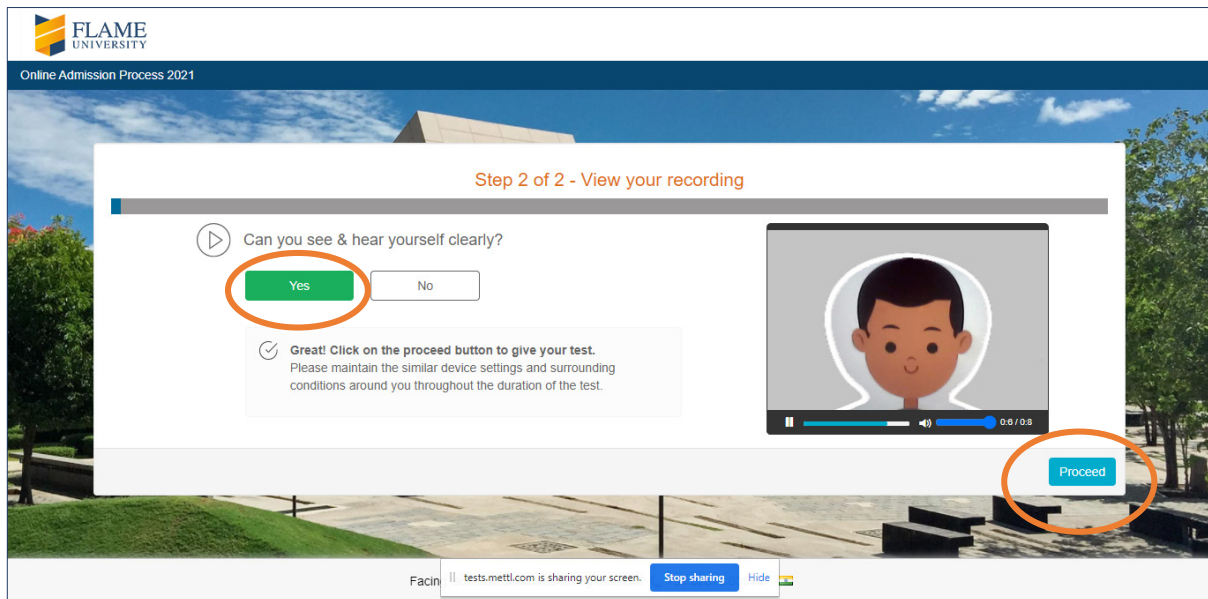 FLAME
UNIVERSITY
Online Admission Process 2021
Step 2 of 2 - View your recording
Can you see & hear yourself clearly?
Yes
No
Great! Click on the proceed button to give your test.
Please maintain the similar device settings and surrounding
conditions around you throughout the duration of the test.
0:6 / 0:8
Proceed
Facin
tests.mettl.com is sharing your screen.
Stop sharing
Hide